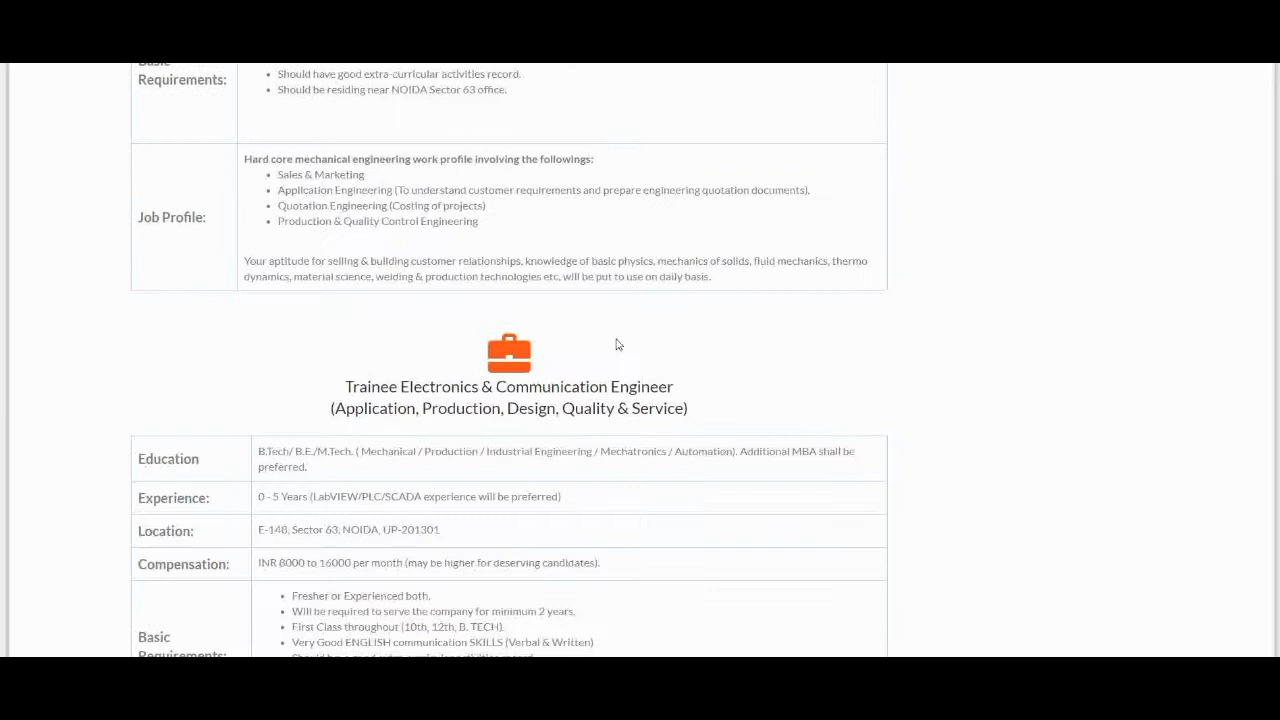 Requirements:
• Should have good extra-curricular activities record.
• Should be residing near NOIDA Sector 63 office.
Job Profile:
Hard core mechanical engineering work profile involving the followings:
• Sales & Marketing
• Application Engineering (To understand customer requirements and prepare engineering quotation documents).
• Quotation Engineering (Costing of projects)
• Production & Quality Control Engineering
Your aptitude for selling & building customer relationships, knowledge of basic physics, mechanics of solids, fluid mechanics, thermo
dynamics, material science, welding & production technologies etc, will be put to use on daily basis.
Trainee Electronics & Communication Engineer
(Application, Production, Design, Quality & Service)
Education
B.Tech/ B.E./M.Tech. ( Mechanical / Production / Industrial Engineering / Mechatronics / Automation). Additional MBA shall be
preferred.
Experience:
0 - 5 Years (LabVIEW/PLC/SCADA experience will be preferred)
Location:
E-148, Sector 63, NOIDA, UP-201301
Compensation:
INR 8000 to 16000 per month (may be higher for deserving candidates).
Basic
Requirements:
• Fresher or Experienced both.
• Will be required to serve the company for minimum 2 years.
• First Class throughout (10th, 12th, B. TECH).
• Very Good ENGLISH communication SKILLS (Verbal & Written)